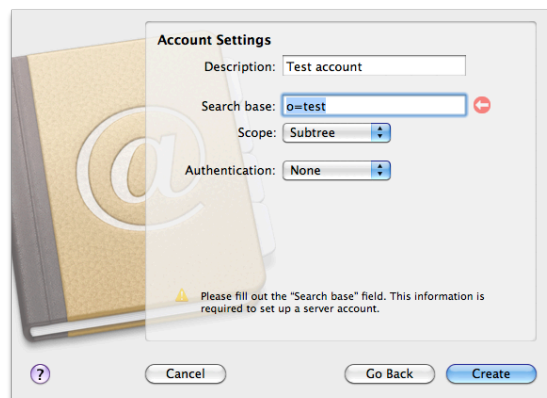 Account Settings
Description: Test account
Search base: o=test
Scope: Subtree
Authentication: None
Please fill out the “Search base” field. This information is
required to set up a server account.
? Cancel Go Back Create